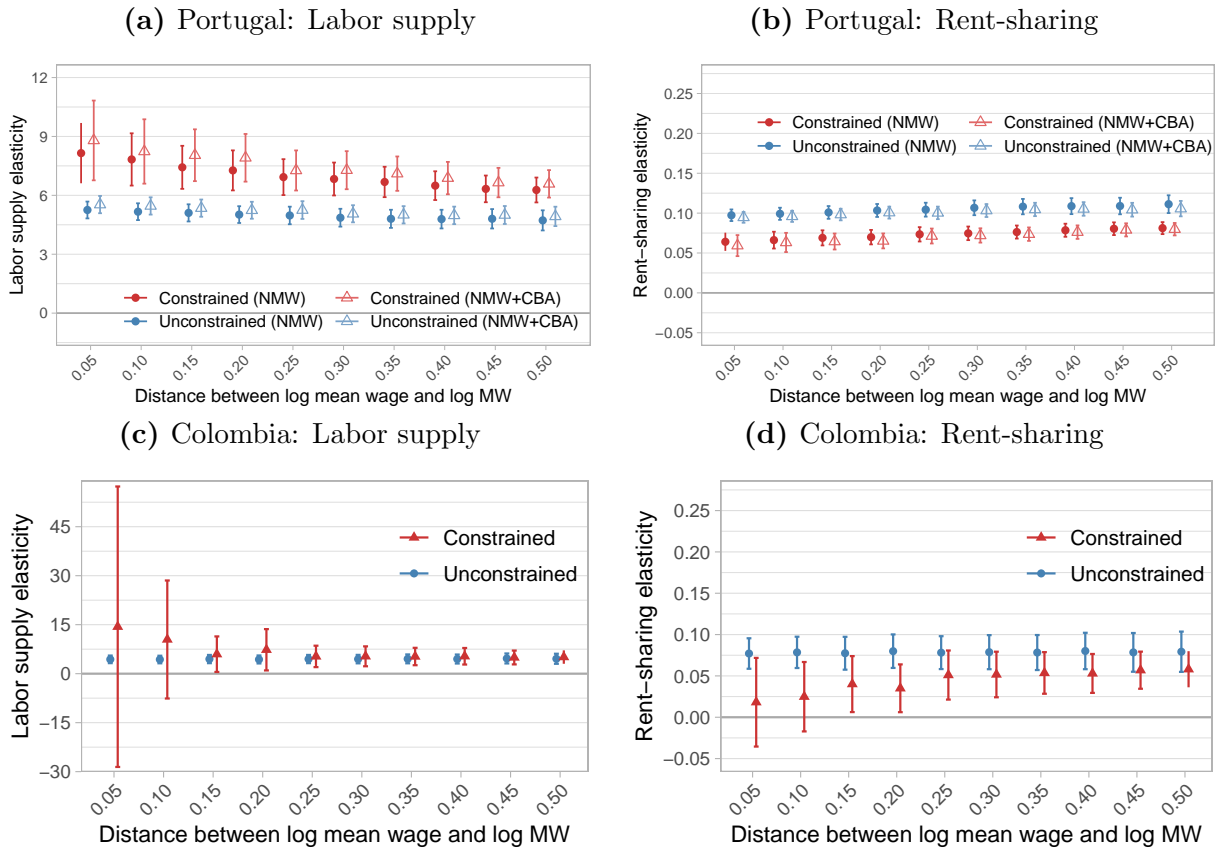 (a) Portugal: Labor supply
Labor supply elasticity
12
9
6
3
0
Constrained (NMW)
Constrained (NMW+CBA)
Unconstrained (NMW)
Unconstrained (NMW+CBA)
0.05 0.10 0.15 0.20 0.25 0.30 0.35 0.40 0.45 0.50
Distance between log mean wage and log MW
(b) Portugal: Rent-sharing
Rent−sharing elasticity
0.25
0.20
0.15
0.10
0.05
0.00
−0.05
Constrained (NMW)
Constrained (NMW+CBA)
Unconstrained (NMW)
Unconstrained (NMW+CBA)
0.05 0.10 0.15 0.20 0.25 0.30 0.35 0.40 0.45 0.50
Distance between log mean wage and log MW
(c) Colombia: Labor supply
Labor supply elasticity
45
30
15
0
−15
−30
Constrained
Unconstrained
0.05 0.10 0.15 0.20 0.25 0.30 0.35 0.40 0.45 0.50
Distance between log mean wage and log MW
(d) Colombia: Rent-sharing
Rent−sharing elasticity
0.25
0.20
0.15
0.10
0.05
0.00
−0.05
Constrained
Unconstrained
0.05 0.10 0.15 0.20 0.25 0.30 0.35 0.40 0.45 0.50
Distance between log mean wage and log MW